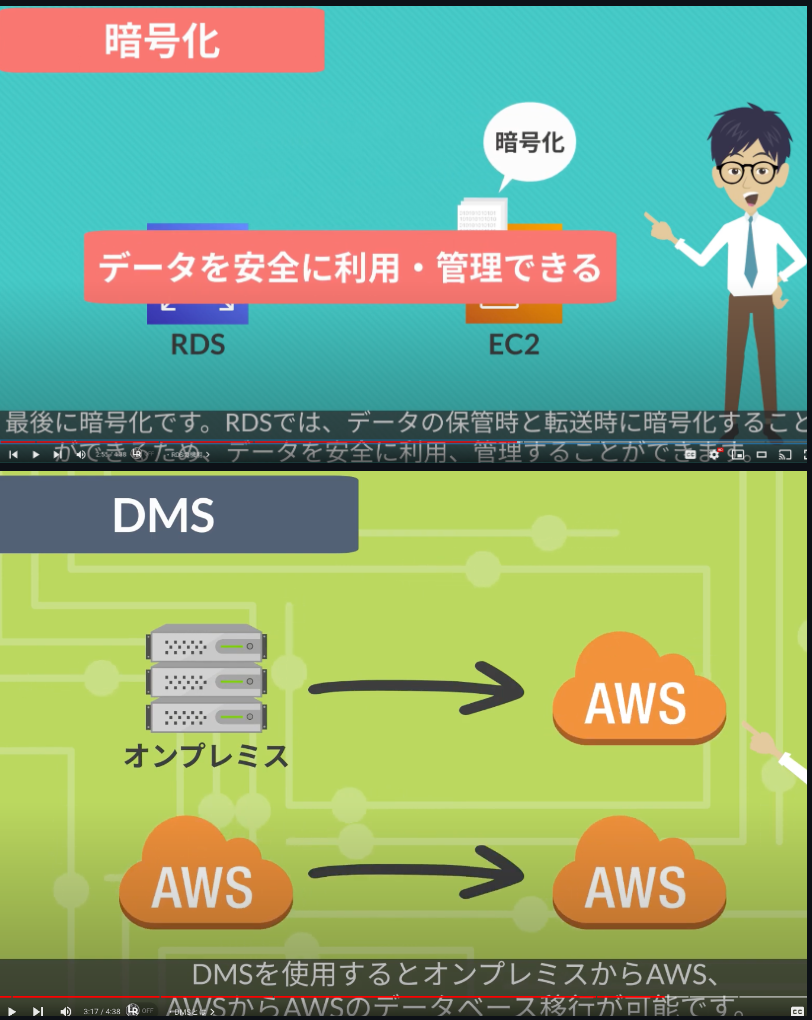 暗号化
暗号化
データを安全に利用・管理できる
RDS
EC2
最後に暗号化です。RDSでは、データの保管時と転送時に暗号化すること
ができるため、データを安全に利用、管理することができます。
DMS
オンプレミス
AWS
AWS
AWS
DMSを使用するとオンプレミスからAWS、
AWSからAWSのデータベース移行が可能です。
3:17 / 4:38
OFF
・DMSとは